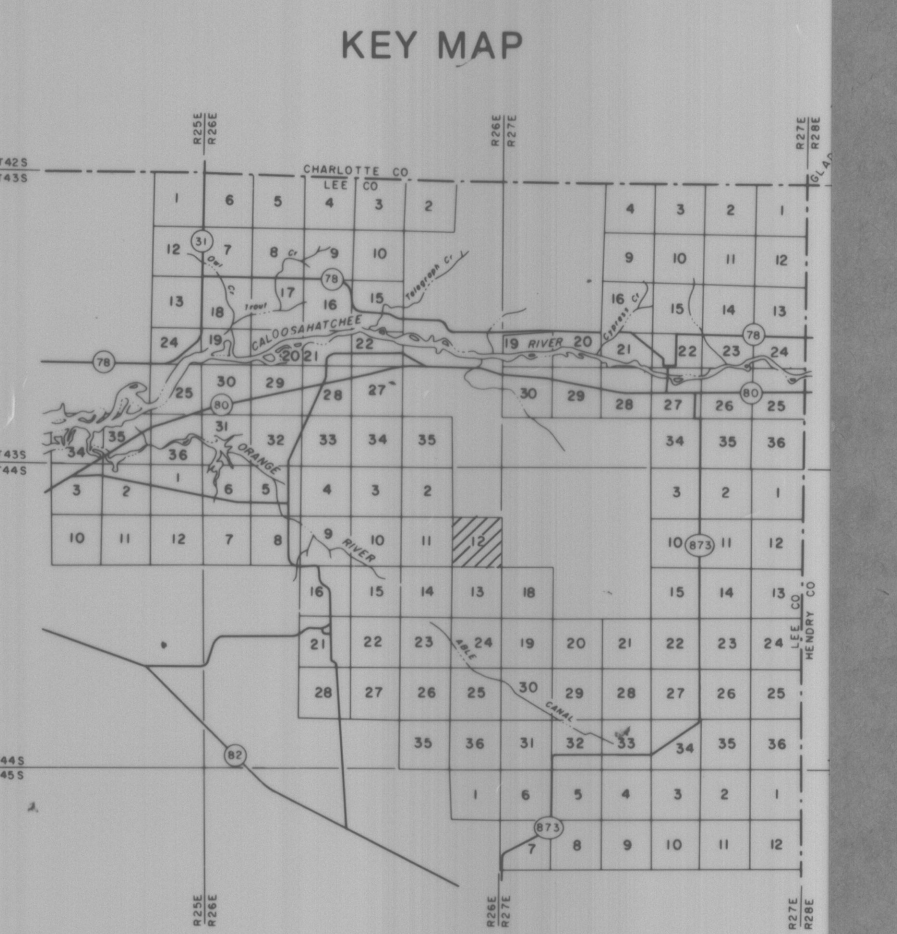 KEY MAP
R25E R26E
R26E R27E
R27E R28E
T42S
T43S
CHARLOTTE CO
LEE CO
GLAD
1 6 5 4 3 2 4 3 2 1
31
12 7 8 Cr 9 10 9 10 11 12
Owl Cr
78
Telegraph Cr
13 18 17 Trout 16 15 16 Cypress Cr 15 14 13
CALOOSAHATCHEE RIVER
24 19 20 21 22 19 20 21 22 23 24
78
78
25 30 29 28 27 30 29 28 27 26 25
80
80
34 35 36 31 32 33 34 35 34 35 36
ORANGE RIVER
T43S
T44S
3 2 1 6 5 4 3 2 3 2 1
10 11 12 7 8 9 10 11 12 10 873 11 12
16 15 14 13 18 15 14 13
LEE CO
HENDRY CO
21 22 23 24 19 20 21 22 23 24
ABLE CANAL
28 27 26 25 30 29 28 27 26 25
35 36 31 32 33 34 35 36
82
44S
45S
1 6 5 4 3 2 1
873
7 8 9 10 11 12
R25E R26E
R26E R27E
R27E R28E